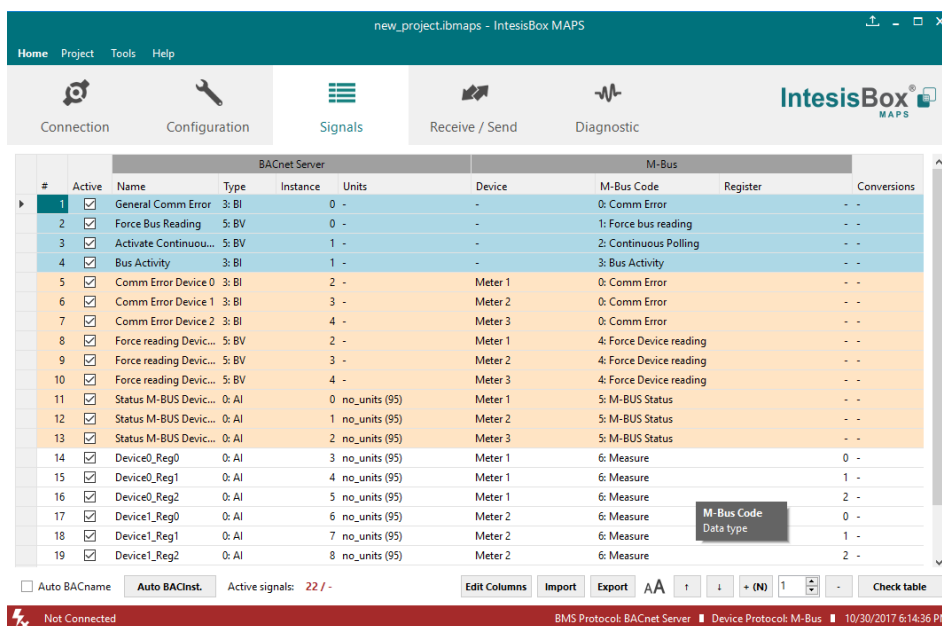 new_project.ibmaps - IntesisBox MAPS
Home Project Tools Help
Connection Configuration Signals Receive / Send Diagnostic
IntesisBox®
MAPS
BACnet Server M-Bus
# Active Name Type Instance Units Device M-Bus Code Register Conversions
1 General Comm Error 3: BI 0 - - 0: Comm Error - -
2 Force Bus Reading 5: BV 0 - - 1: Force bus reading - -
3 Activate Continuou... 5: BV 1 - - 2: Continuous Polling - -
4 Bus Activity 3: BI 1 - - 3: Bus Activity - -
5 Comm Error Device 0 3: BI 2 - Meter 1 0: Comm Error - -
6 Comm Error Device 1 3: BI 3 - Meter 2 0: Comm Error - -
7 Comm Error Device 2 3: BI 4 - Meter 3 0: Comm Error - -
8 Force reading Devic... 5: BV 2 - Meter 1 4: Force Device reading - -
9 Force reading Devic... 5: BV 3 - Meter 2 4: Force Device reading - -
10 Force reading Devic... 5: BV 4 - Meter 3 4: Force Device reading - -
11 Status M-BUS Devic... 0: AI 0 no_units (95) Meter 1 5: M-BUS Status - -
12 Status M-BUS Devic... 0: AI 1 no_units (95) Meter 2 5: M-BUS Status - -
13 Status M-BUS Devic... 0: AI 2 no_units (95) Meter 3 5: M-BUS Status - -
14 Device0_Reg0 0: AI 3 no_units (95) Meter 1 6: Measure 0 -
15 Device0_Reg1 0: AI 4 no_units (95) Meter 1 6: Measure 1 -
16 Device0_Reg2 0: AI 5 no_units (95) Meter 1 6: Measure 2 -
17 Device1_Reg0 0: AI 6 no_units (95) Meter 2 6: Measure 0 -
18 Device1_Reg1 0: AI 7 no_units (95) Meter 2 6: Measure 1 -
19 Device1_Reg2 0: AI 8 no_units (95) Meter 2 6: Measure 2 -
M-Bus Code
Data type
Auto BACname Auto BACInst. Active signals: 22 / - Edit Columns Import Export AA ↑ ↓ + (N) 1 - Check table
Not Connected BMS Protocol: BACnet Server Device Protocol: M-Bus 10/30/2017 6:14:36